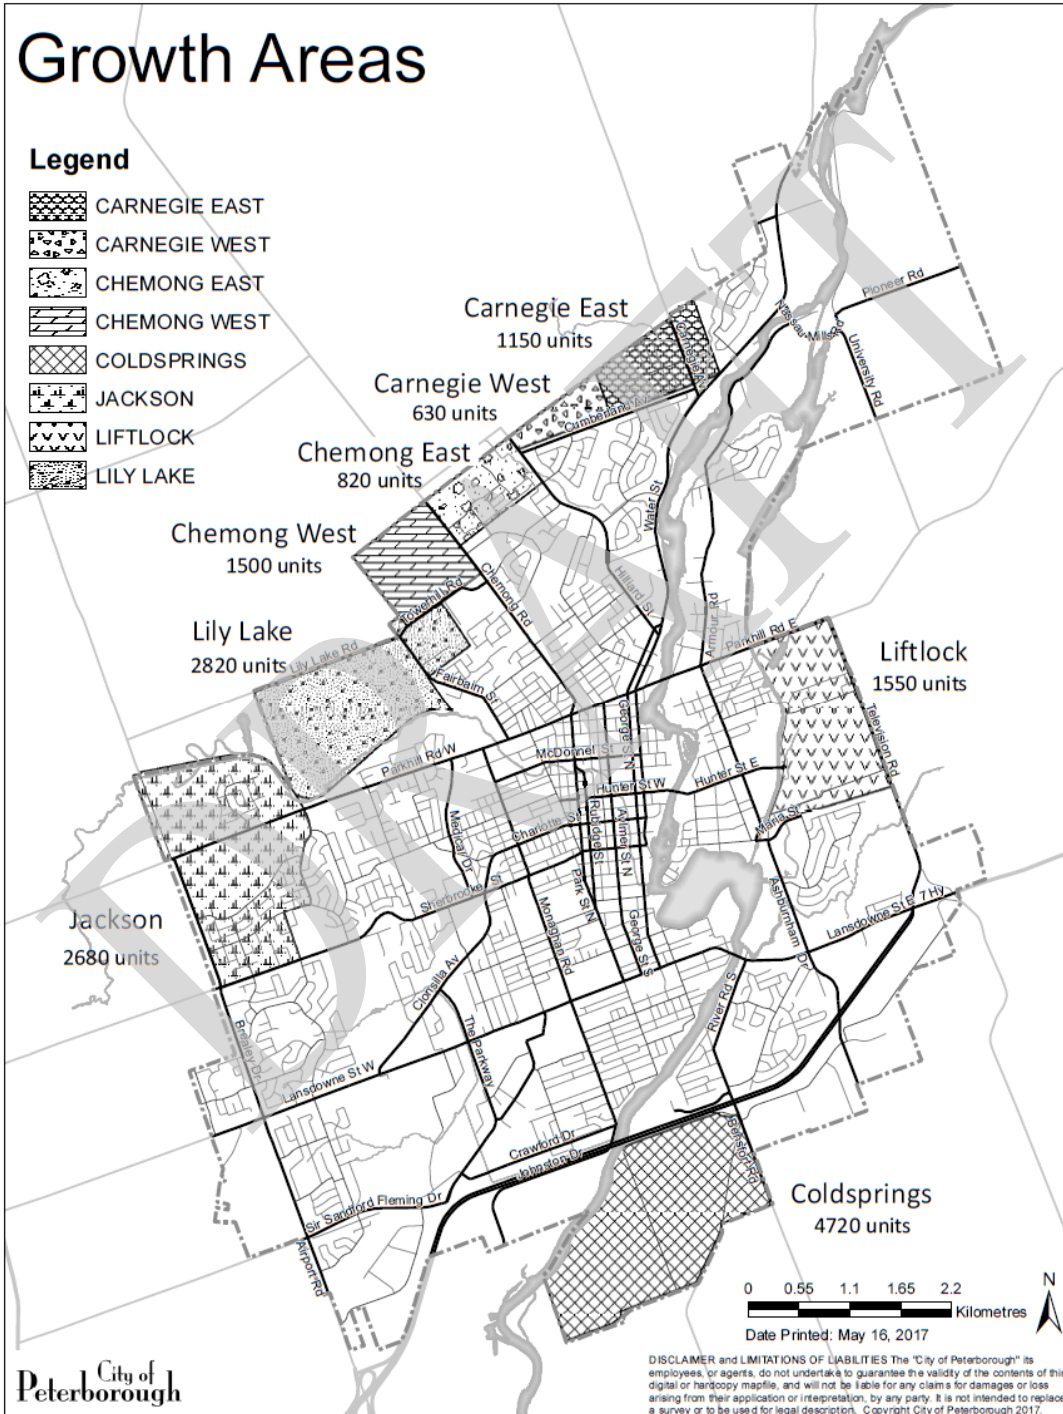 Growth Areas
Legend
CARNEGIE EAST
CARNEGIE WEST
CHEMONG EAST
CHEMONG WEST
COLDSPRINGS
JACKSON
LIFTLOCK
LILY LAKE
Carnegie East
1150 units
Carnegie West
630 units
Chemong East
820 units
Chemong West
1500 units
Lily Lake
2820 units
Liftlock
1550 units
Jackson
2680 units
Coldsprings
4720 units
DRAFT
Pioneer Rd
Nassau Mills Rd
University Rd
Carnegie Av
Cumberland Av
Water St
Hilliard St
Chemong Rd
Towerhill Rd
Armour Rd
Parkhill Rd E
Lily Lake Rd
Fairbairn St
Television Rd
George St N
McDonnel St
Parkhill Rd W
Hunter St E
Hunter St W
Medical Dr
Charlotte St
Rubidge St
Aylmer St N
Maria St
Sherbrooke St
Park St N
Monaghan Rd
George St S
Ashburnham Dr
Lansdowne St E
7 Hy
Clonsilla Av
River Rd S
Brealey Dr
The Parkway
Lansdowne St W
Crawford Dr
Johnston Dr
Bensfort Rd
Sir Sandford Fleming Dr
Airport Rd
N
0 0.55 1.1 1.65 2.2
Kilometres
Date Printed: May 16, 2017
City of
Peterborough
DISCLAIMER and LIMITATIONS OF LIABILITIES The "City of Peterborough" its
employees, or agents, do not undertake to guarantee the validity of the contents of this
digital or hardcopy mapfile, and will not be liable for any claims for damages or loss
arising from their application or interpretation, by any party. It is not intended to replace
a survey or to be used for legal description. Copyright City of Peterborough 2017.